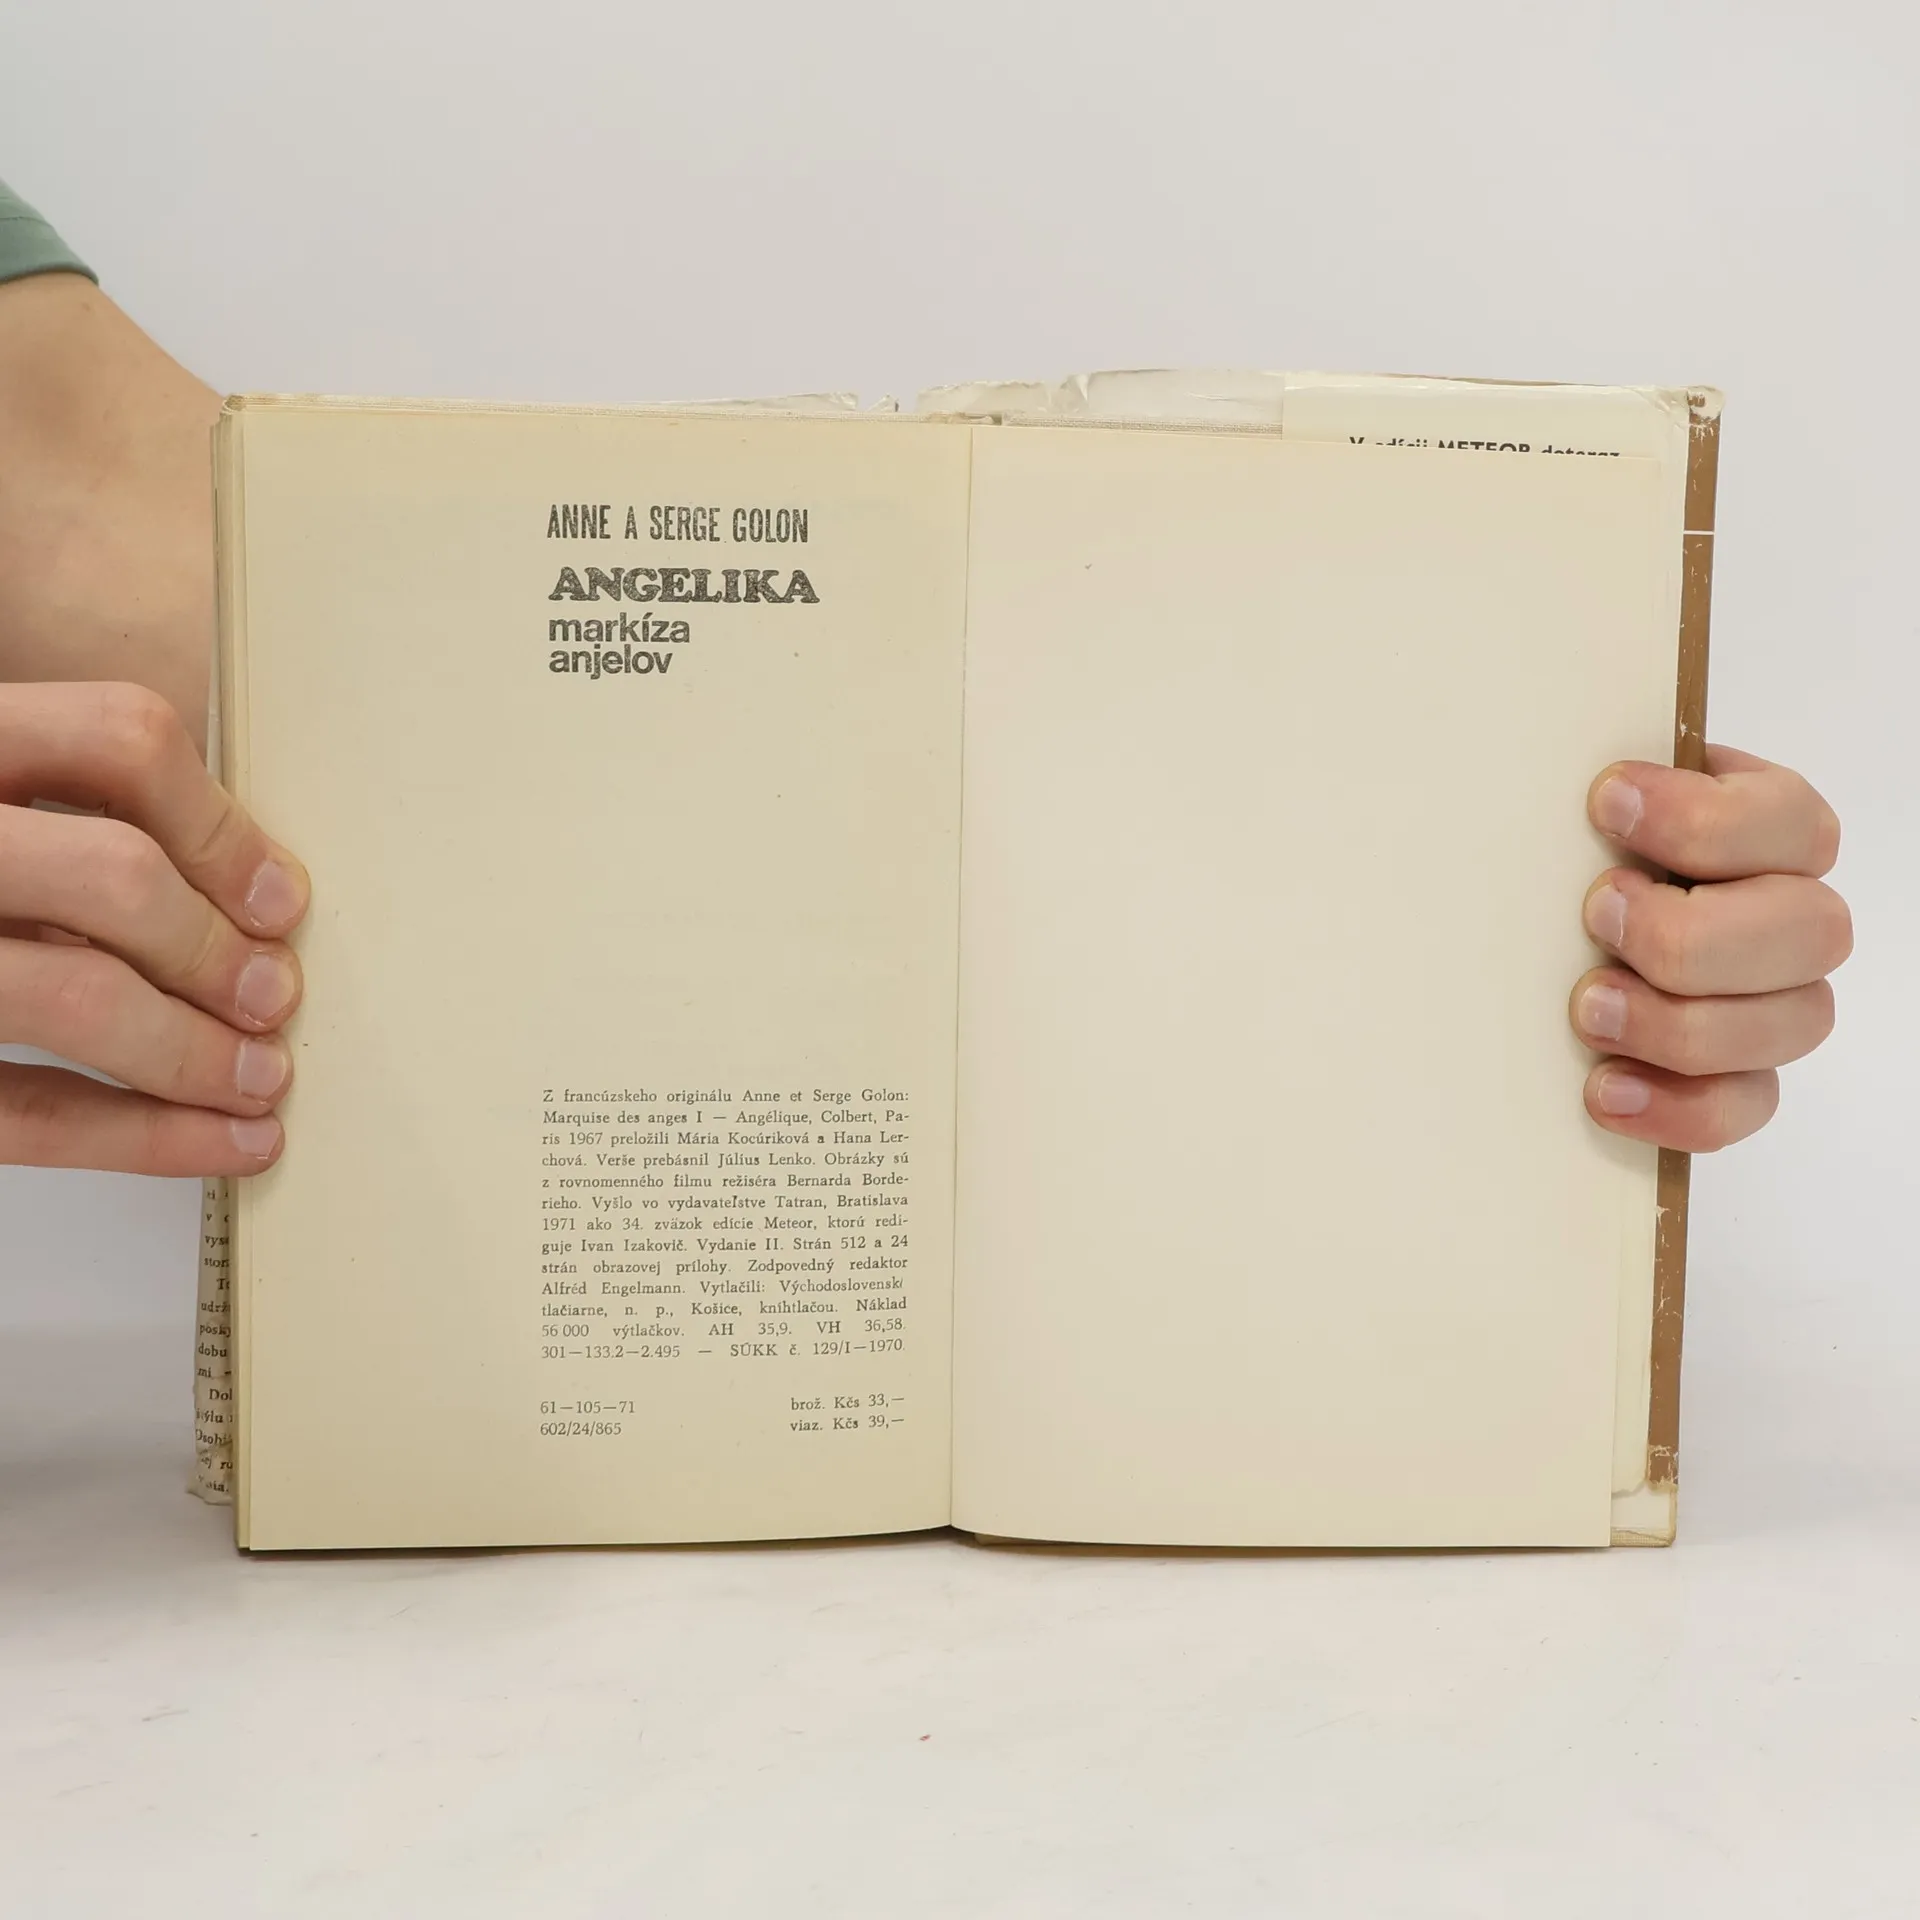 V edícii METEOR doteraz
ANNE A SERGE GOLON
ANGELIKA
markíza
anjelov
Z francúzskeho originálu Anne et Serge Golon:
Marquise des anges I — Angélique, Colbert, Pa-
ris 1967 preložili Mária Kocúriková a Hana Ler-
chová. Verše prebásnil Július Lenko. Obrázky sú
z rovnomenného filmu režiséra Bernarda Borde-
rieho. Vyšlo vo vydavateľstve Tatran, Bratislava
1971 ako 34. zväzok edície Meteor, ktorú redi-
guje Ivan Izakovič. Vydanie II. Strán 512 a 24
strán obrazovej prílohy. Zodpovedný redaktor
Alfréd Engelmann. Vytlačili: Východoslovenské
tlačiarne, n. p., Košice, kníhtlačou. Náklad
56 000 výtlačkov. AH 35,9. VH 36,58.
301—133.2—2.495 — SÚKK č. 129/I—1970.
61—105—71 brož. Kčs 33,—
602/24/865 viaz. Kčs 39,—
dobu
mi